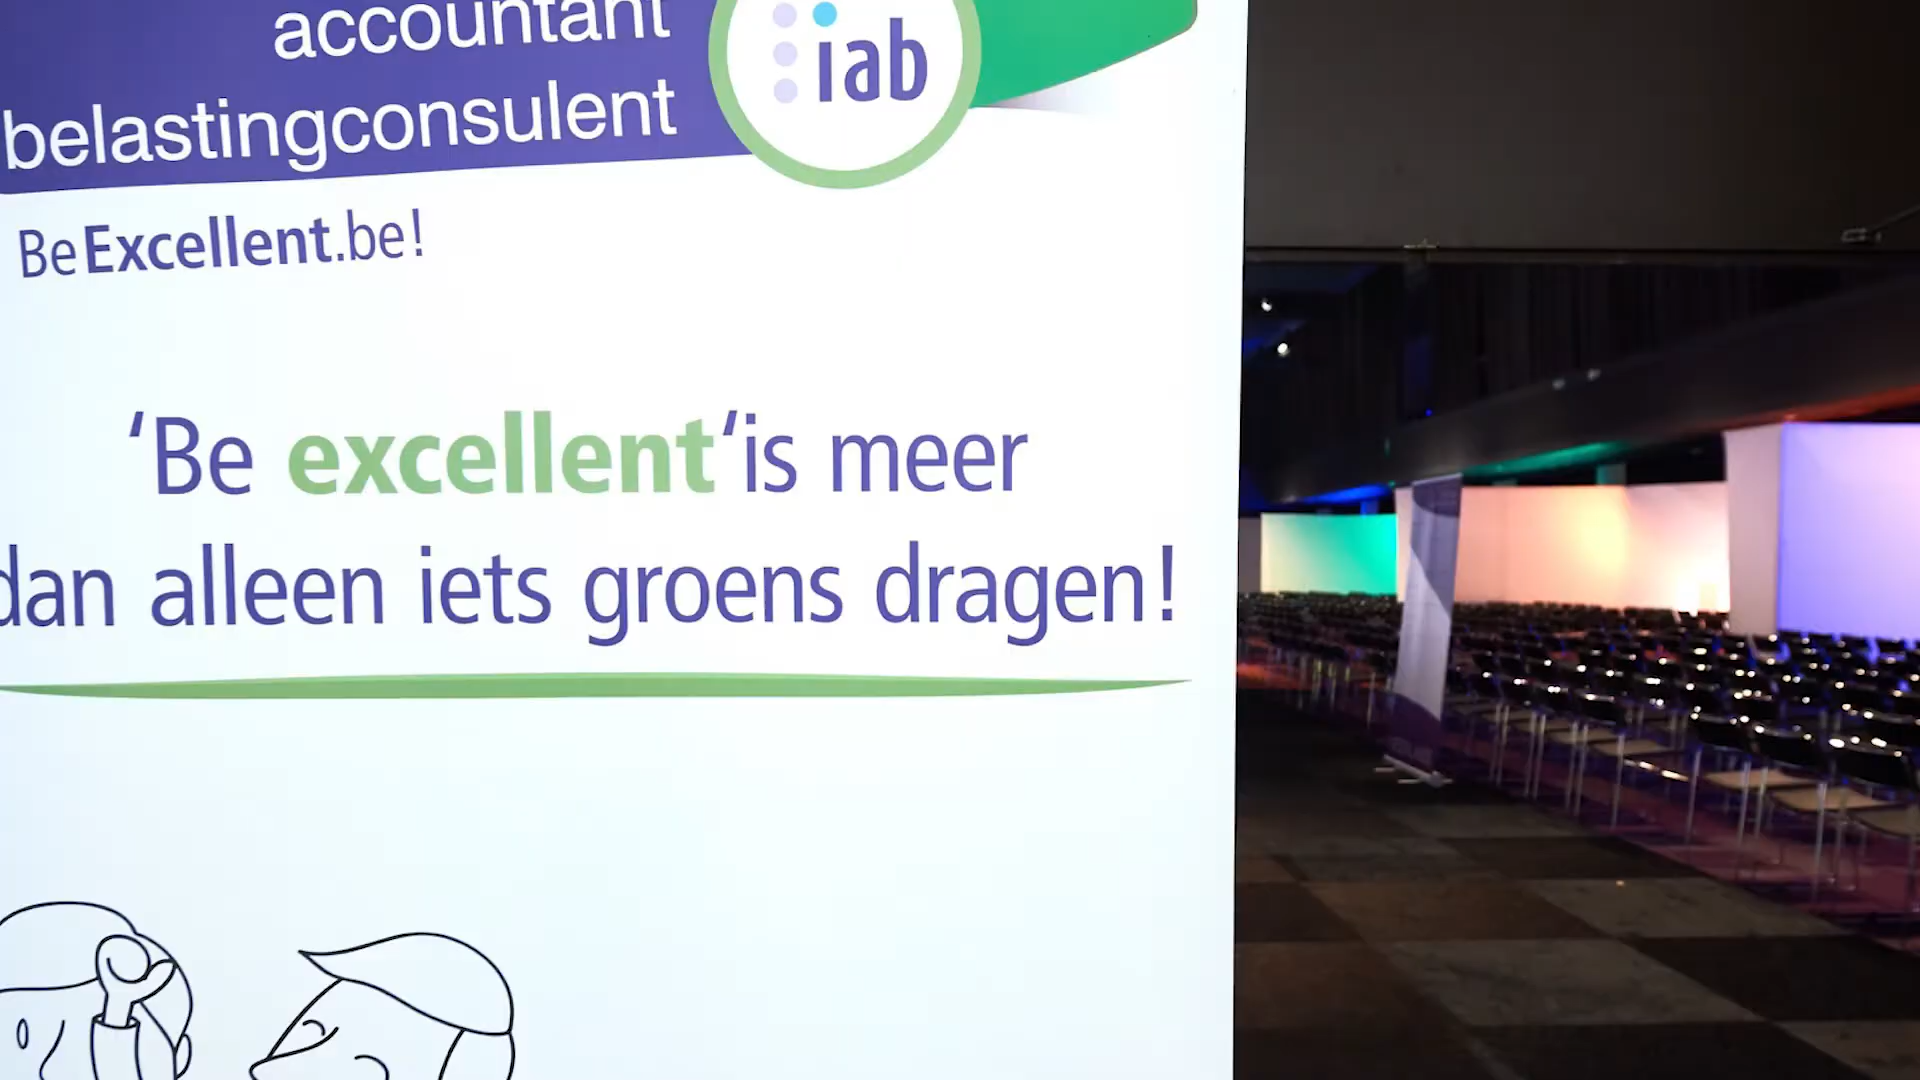 accountant
belastingconsulent
iab
BeExcellent.be!
‘Be excellent‘is meer
dan alleen iets groens dragen!